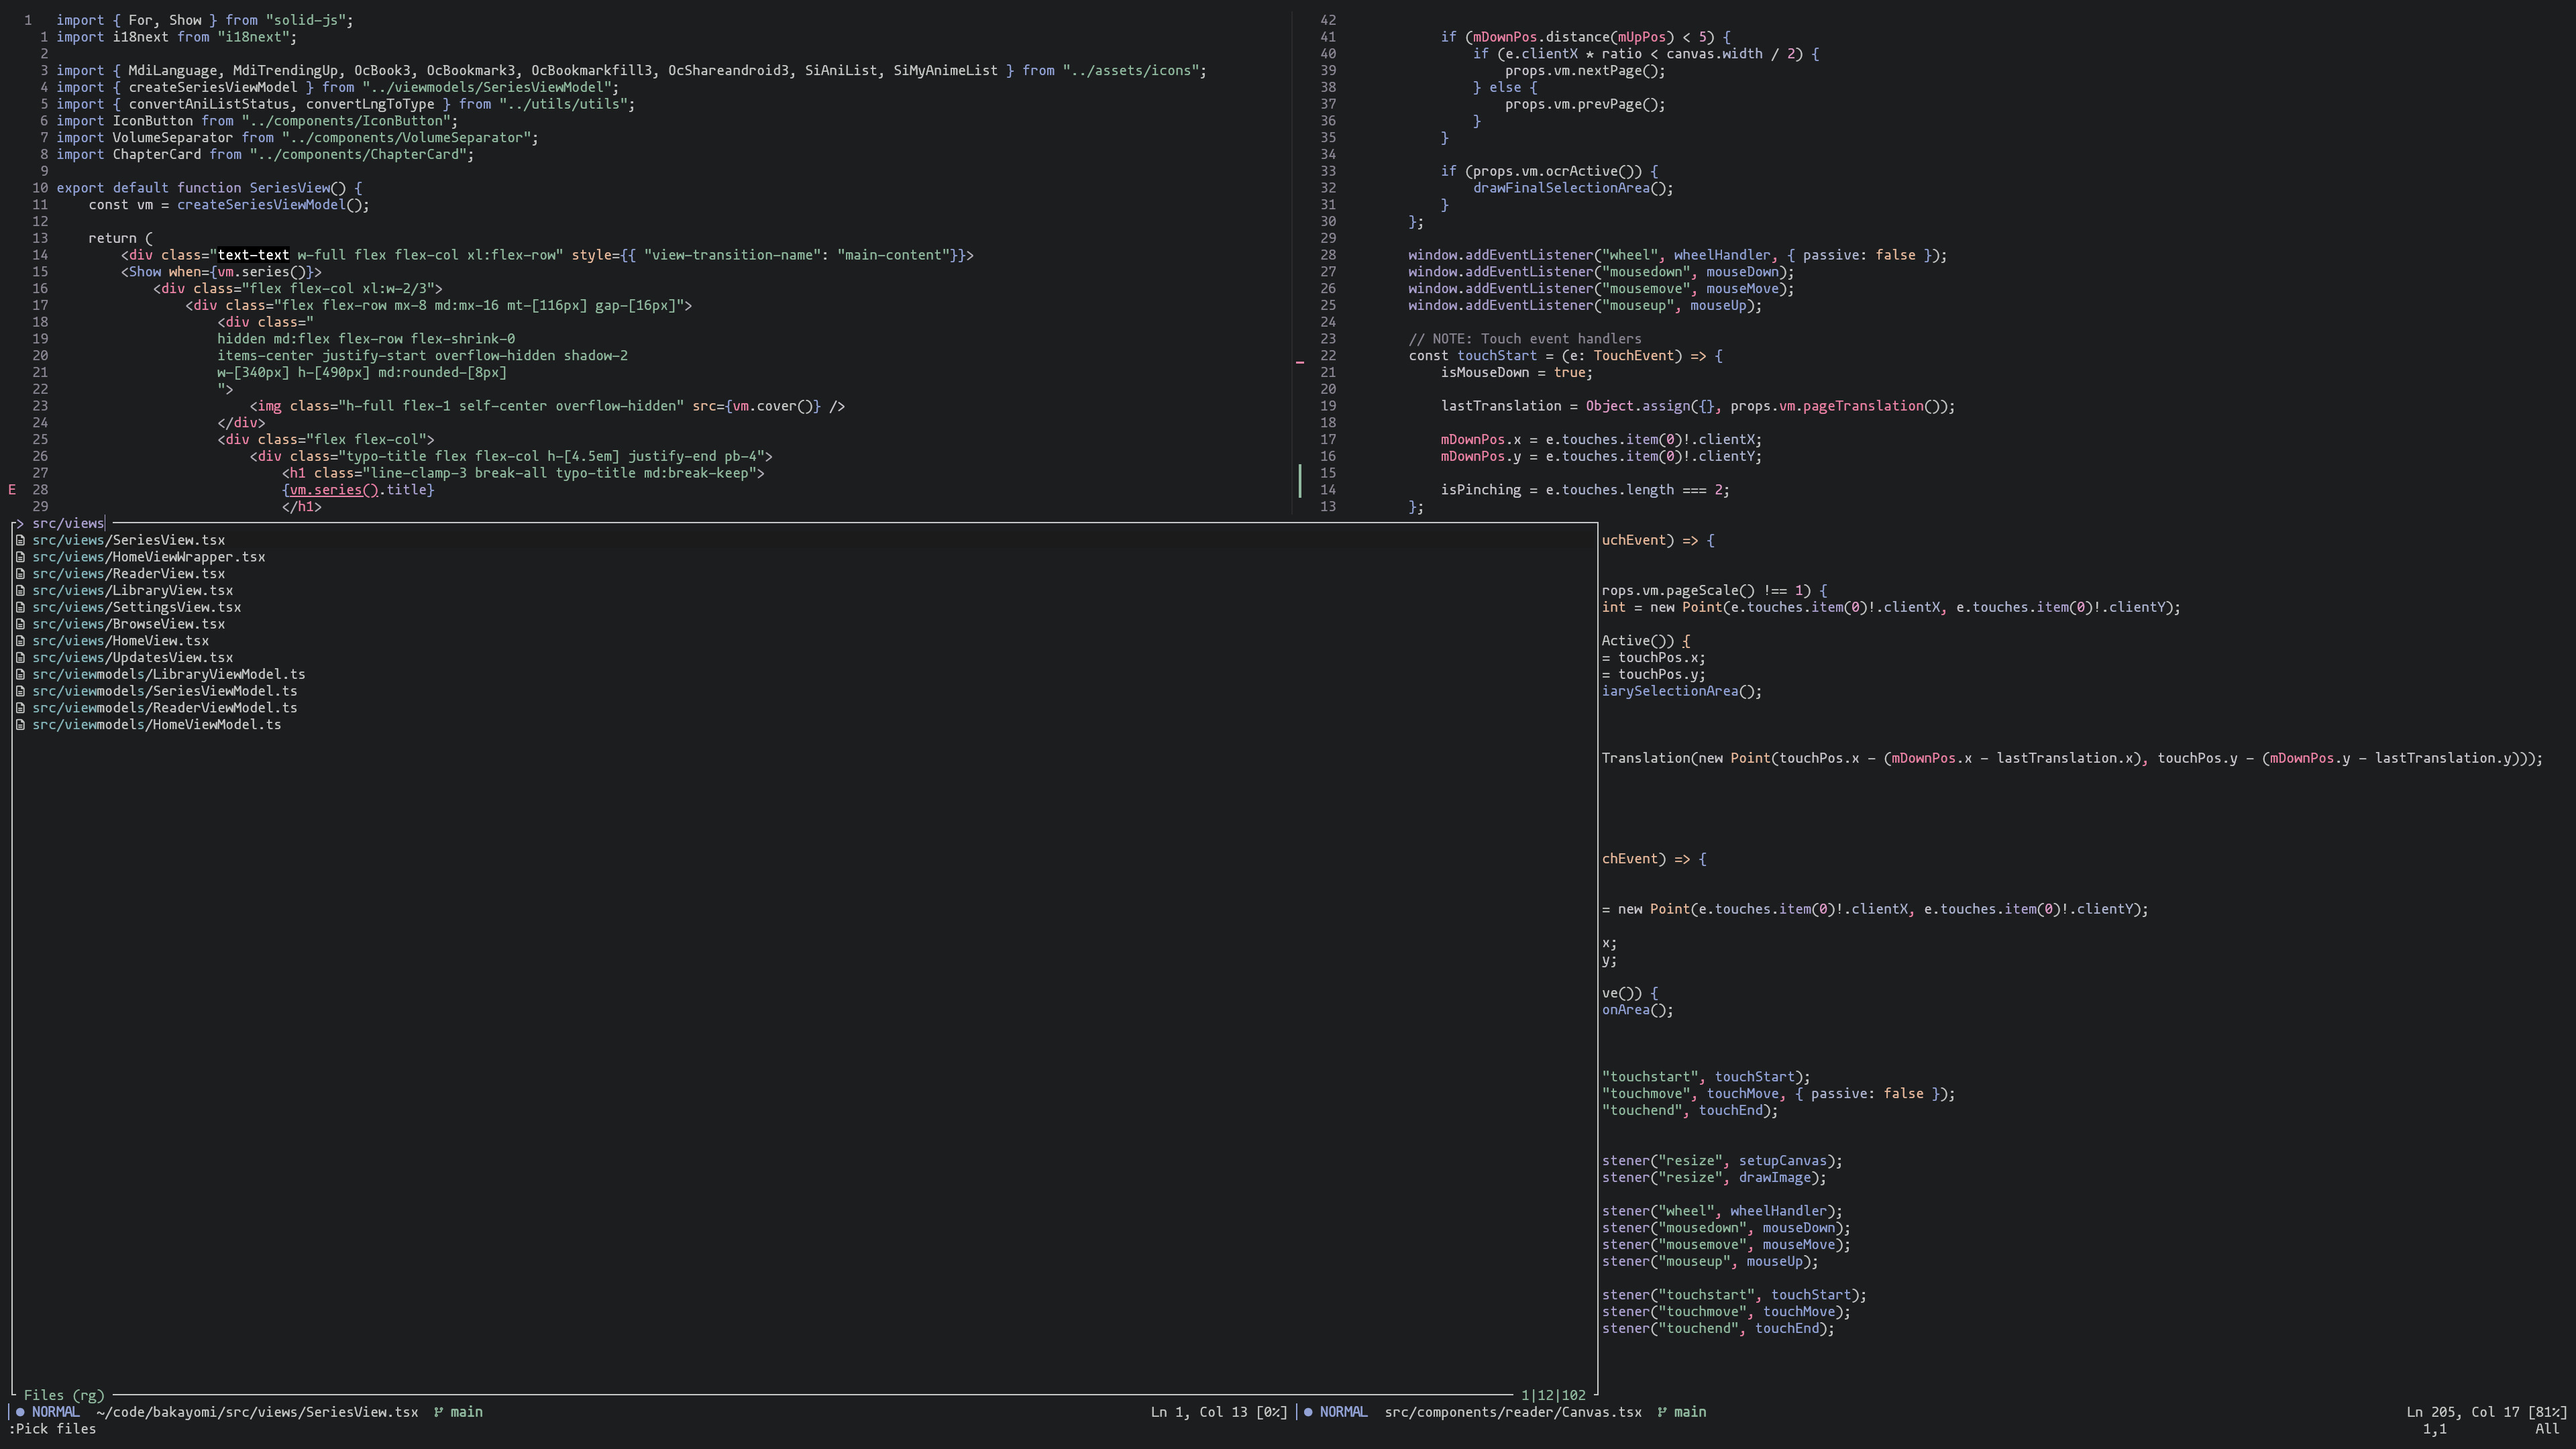 1 import { For, Show } from "solid-js";
1 import i18next from "i18next";
2
3 import { MdiLanguage, MdiTrendingUp, OcBook3, OcBookmark3, OcBookmarkfill3, OcShareandroid3, SiAniList, SiMyAnimeList } from "../assets/icons";
4 import { createSeriesViewModel } from "../viewmodels/SeriesViewModel";
5 import { convertAniListStatus, convertLngToType } from "../utils/utils";
6 import IconButton from "../components/IconButton";
7 import VolumeSeparator from "../components/VolumeSeparator";
8 import ChapterCard from "../components/ChapterCard";
9
10 export default function SeriesView() {
11 const vm = createSeriesViewModel();
12
13 return (
14 <div class="text-text w-full flex flex-col xl:flex-row" style={{ "view-transition-name": "main-content"}}>
15 <Show when={vm.series()}>
16 <div class="flex flex-col xl:w-2/3">
17 <div class="flex flex-row mx-8 md:mx-16 mt-[116px] gap-[16px]">
18 <div class="
19 hidden md:flex flex-row flex-shrink-0
20 items-center justify-start overflow-hidden shadow-2
21 w-[340px] h-[490px] md:rounded-[8px]
22 ">
23 <img class="h-full flex-1 self-center overflow-hidden" src={vm.cover()} />
24 </div>
25 <div class="flex flex-col">
26 <div class="typo-title flex flex-col h-[4.5em] justify-end pb-4">
27 <h1 class="line-clamp-3 break-all typo-title md:break-keep">
E 28 {vm.series().title}
29 </h1>
> src/views
src/views/SeriesView.tsx
src/views/HomeViewWrapper.tsx
src/views/ReaderView.tsx
src/views/LibraryView.tsx
src/views/SettingsView.tsx
src/views/BrowseView.tsx
src/views/HomeView.tsx
src/views/UpdatesView.tsx
src/viewmodels/LibraryViewModel.ts
src/viewmodels/SeriesViewModel.ts
src/viewmodels/ReaderViewModel.ts
src/viewmodels/HomeViewModel.ts
Files (rg) 1|12|102
42
41 if (mDownPos.distance(mUpPos) < 5) {
40 if (e.clientX * ratio < canvas.width / 2) {
39 props.vm.nextPage();
38 } else {
37 props.vm.prevPage();
36 }
35 }
34
33 if (props.vm.ocrActive()) {
32 drawFinalSelectionArea();
31 }
30 };
29
28 window.addEventListener("wheel", wheelHandler, { passive: false });
27 window.addEventListener("mousedown", mouseDown);
26 window.addEventListener("mousemove", mouseMove);
25 window.addEventListener("mouseup", mouseUp);
24
23 // NOTE: Touch event handlers
22 const touchStart = (e: TouchEvent) => {
21 isMouseDown = true;
20
19 lastTranslation = Object.assign({}, props.vm.pageTranslation());
18
17 mDownPos.x = e.touches.item(0)!.clientX;
16 mDownPos.y = e.touches.item(0)!.clientY;
15
14 isPinching = e.touches.length === 2;
13 };
uchEvent) => {
rops.vm.pageScale() !== 1) {
int = new Point(e.touches.item(0)!.clientX, e.touches.item(0)!.clientY);
Active()) {
= touchPos.x;
= touchPos.y;
iarySelectionArea();
Translation(new Point(touchPos.x - (mDownPos.x - lastTranslation.x), touchPos.y - (mDownPos.y - lastTranslation.y)));
chEvent) => {
= new Point(e.touches.item(0)!.clientX, e.touches.item(0)!.clientY);
x;
y;
ve()) {
onArea();
"touchstart", touchStart);
"touchmove", touchMove, { passive: false });
"touchend", touchEnd);
stener("resize", setupCanvas);
stener("resize", drawImage);
stener("wheel", wheelHandler);
stener("mousedown", mouseDown);
stener("mousemove", mouseMove);
stener("mouseup", mouseUp);
stener("touchstart", touchStart);
stener("touchmove", touchMove);
stener("touchend", touchEnd);
NORMAL ~/code/bakayomi/src/views/SeriesView.tsx main Ln 1, Col 13 [0%]
NORMAL src/components/reader/Canvas.tsx main Ln 205, Col 17 [81%]
:Pick files 1,1 All